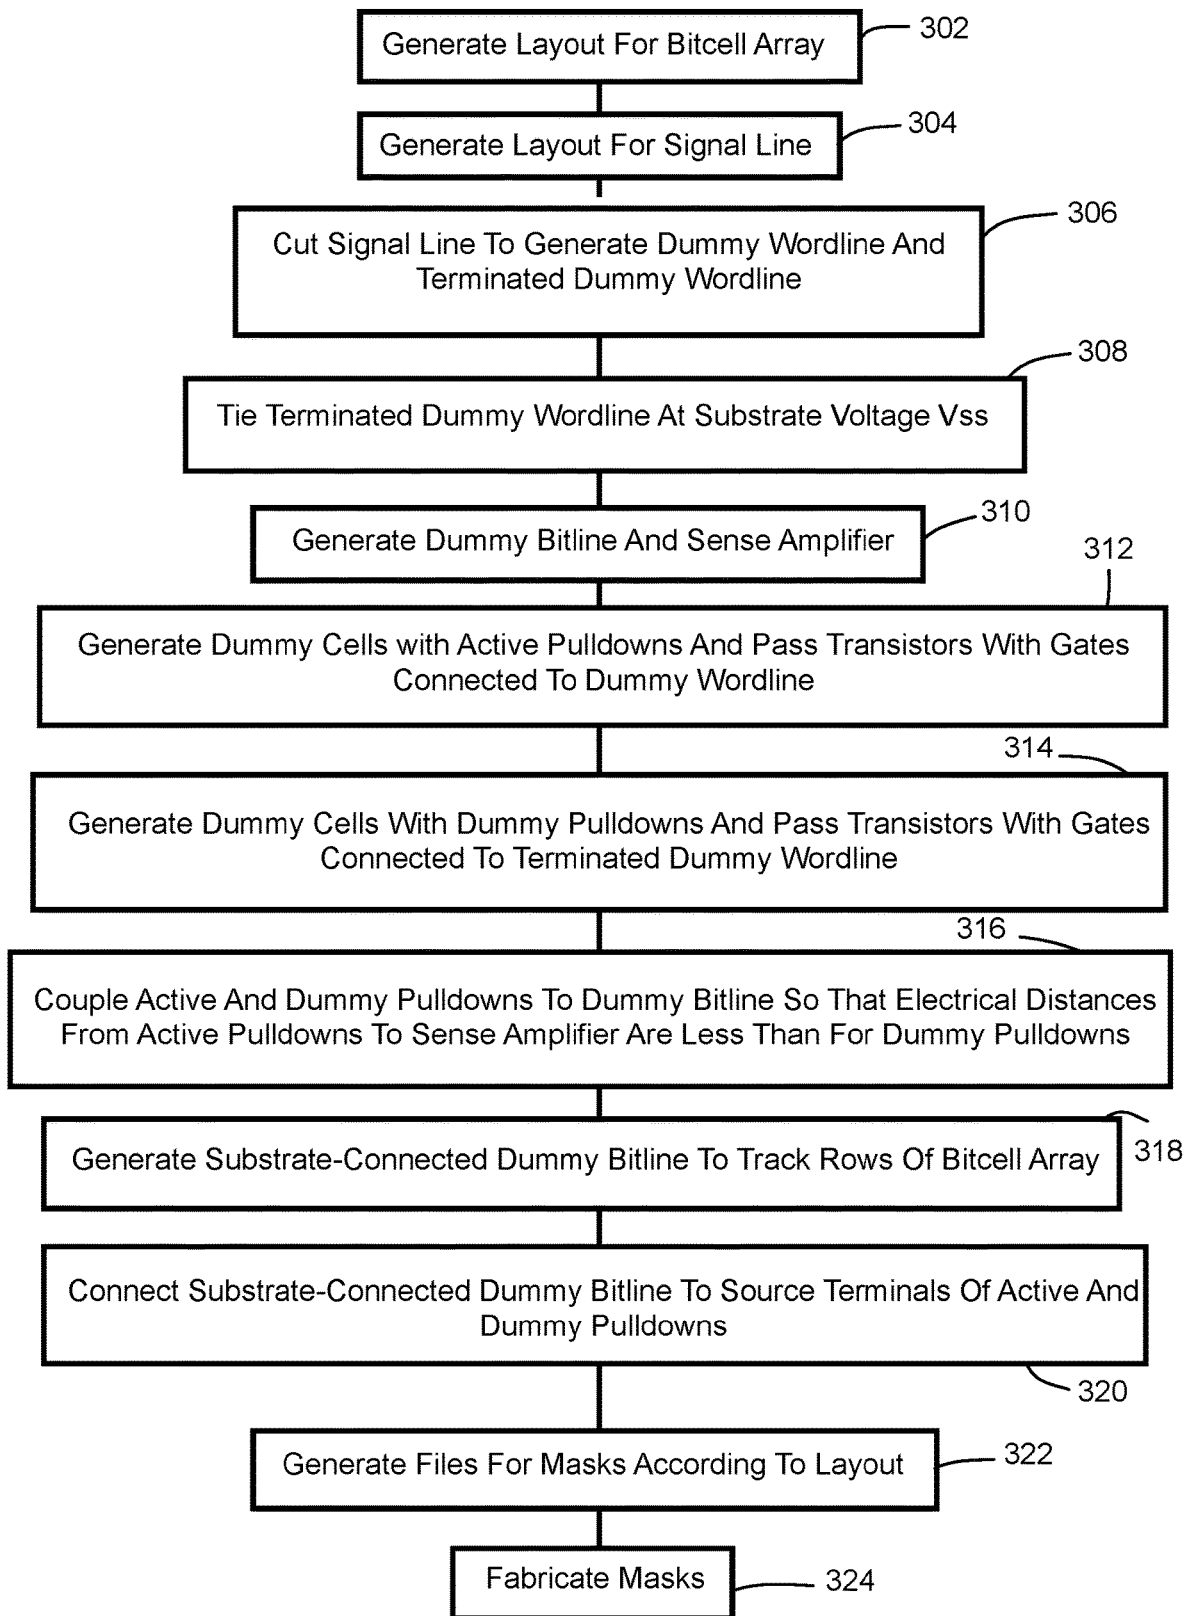 Generate Layout For Bitcell Array
302
Generate Layout For Signal Line
304
Cut Signal Line To Generate Dummy Wordline And
Terminated Dummy Wordline
306
Tie Terminated Dummy Wordline At Substrate Voltage Vss
308
Generate Dummy Bitline And Sense Amplifier
310
Generate Dummy Cells with Active Pulldowns And Pass Transistors With Gates
Connected To Dummy Wordline
312
Generate Dummy Cells With Dummy Pulldowns And Pass Transistors With Gates
Connected To Terminated Dummy Wordline
314
Couple Active And Dummy Pulldowns To Dummy Bitline So That Electrical Distances
From Active Pulldowns To Sense Amplifier Are Less Than For Dummy Pulldowns
316
Generate Substrate-Connected Dummy Bitline To Track Rows Of Bitcell Array
318
Connect Substrate-Connected Dummy Bitline To Source Terminals Of Active And
Dummy Pulldowns
320
Generate Files For Masks According To Layout
322
Fabricate Masks
324